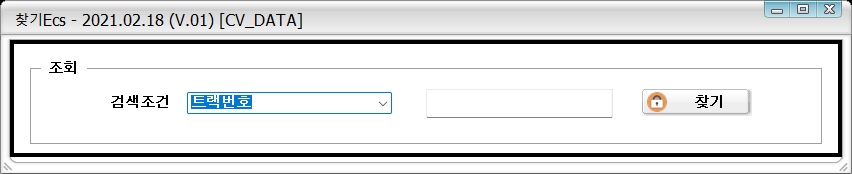 찾기Ecs - 2021.02.18 (V.01) [CV_DATA]
조회
검색조건 트랙번호 찾기